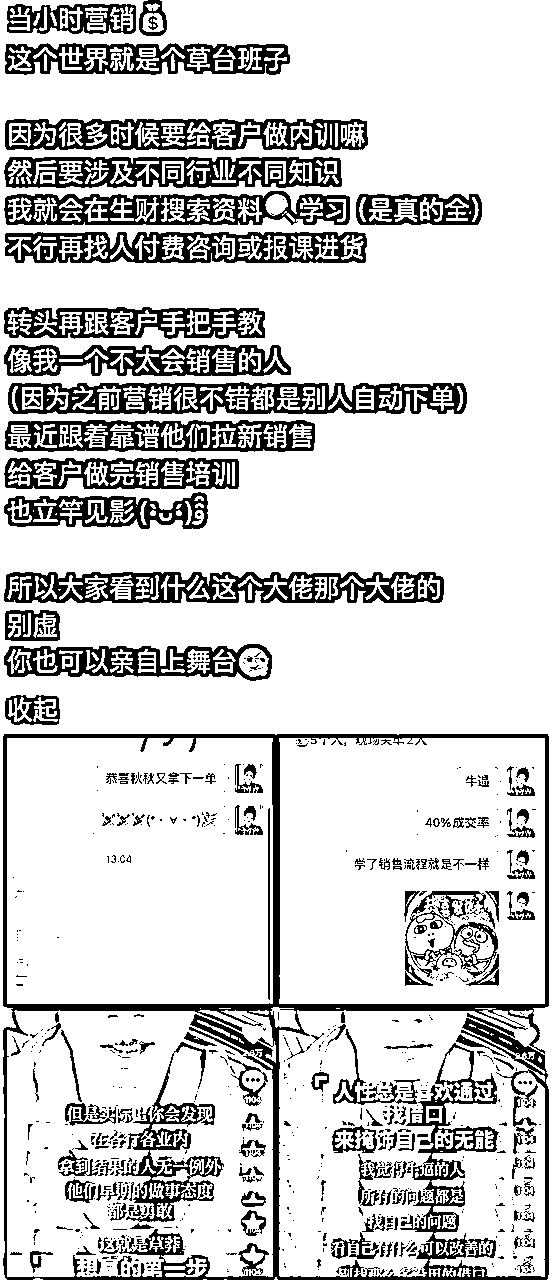 当小时营销💰
这个世界就是个草台班子
因为很多时候要给客户做内训嘛
然后要涉及不同行业不同知识
我就会在生财搜索资料🔍学习（是真的全）
不行再找人付费咨询或报课进货
转头再跟客户手把手教
像我一个不太会销售的人
（因为之前营销很不错都是别人自动下单）
最近跟着靠谱他们拉新销售
给客户做完销售培训
也立竿见影
所以大家看到什么这个大佬那个大佬的
别虚
你也可以亲自上舞台
收起
恭喜秋秋又拿下一单
13:04
5个人，现场买单2人
牛逼
40%成交率
学了销售流程就是不一样
但是实际上你会发现
在各行各业内
拿到结果的人无一例外
他们早期的做事态度
都是勇敢
这就是草莽
「人性总是喜欢通过
找借口
来掩饰自己的无能
我觉得牛逼的人
所有的问题都是
找自己的问题
看自己有什么可以改善的